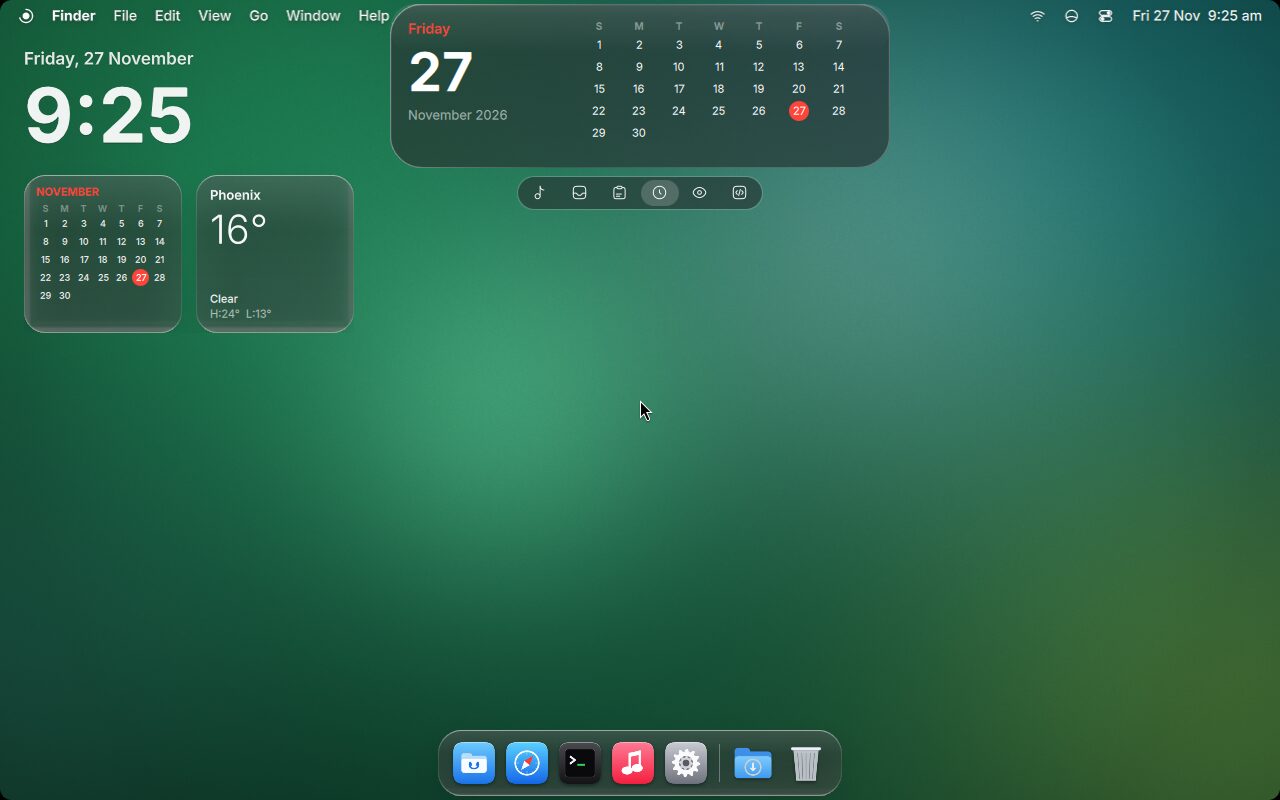 Finder File Edit View Go Window Help
Fri 27 Nov 9:25 am
Friday, 27 November
9:25
NOVEMBER
S M T W T F S
1 2 3 4 5 6 7
8 9 10 11 12 13 14
15 16 17 18 19 20 21
22 23 24 25 26 27 28
29 30
Phoenix
16°
Clear
H:24° L:13°
Friday
27
November 2026
S M T W T F S
1 2 3 4 5 6 7
8 9 10 11 12 13 14
15 16 17 18 19 20 21
22 23 24 25 26 27 28
29 30